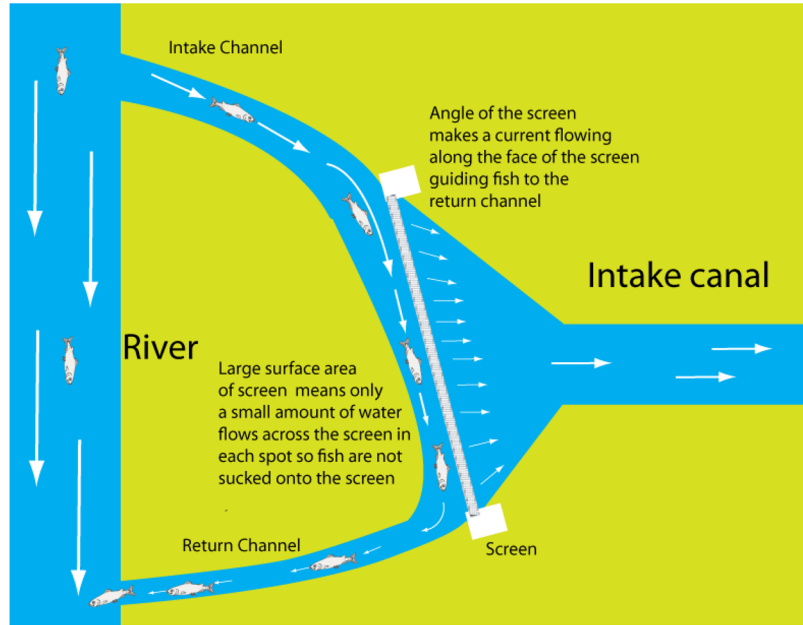 Intake Channel
Angle of the screen
makes a current flowing
along the face of the screen
guiding fish to the
return channel
Intake canal
River
Large surface area
of screen means only
a small amount of water
flows across the screen in
each spot so fish are not
sucked onto the screen
Return Channel
Screen